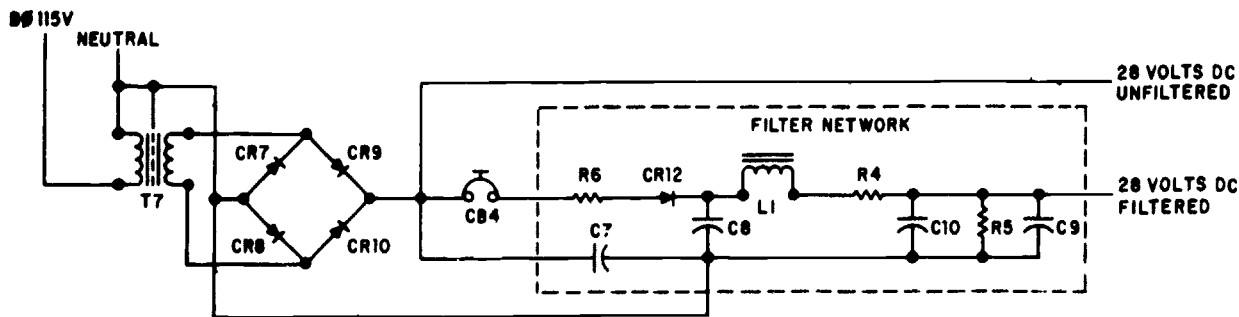 BØ 115V
NEUTRAL
28 VOLTS DC
UNFILTERED
FILTER NETWORK
CR7
CR9
R6
CR12
L1
R4
28 VOLTS DC
FILTERED
T7
CB4
C7
C8
C10
R5
C9
CR8
CR10